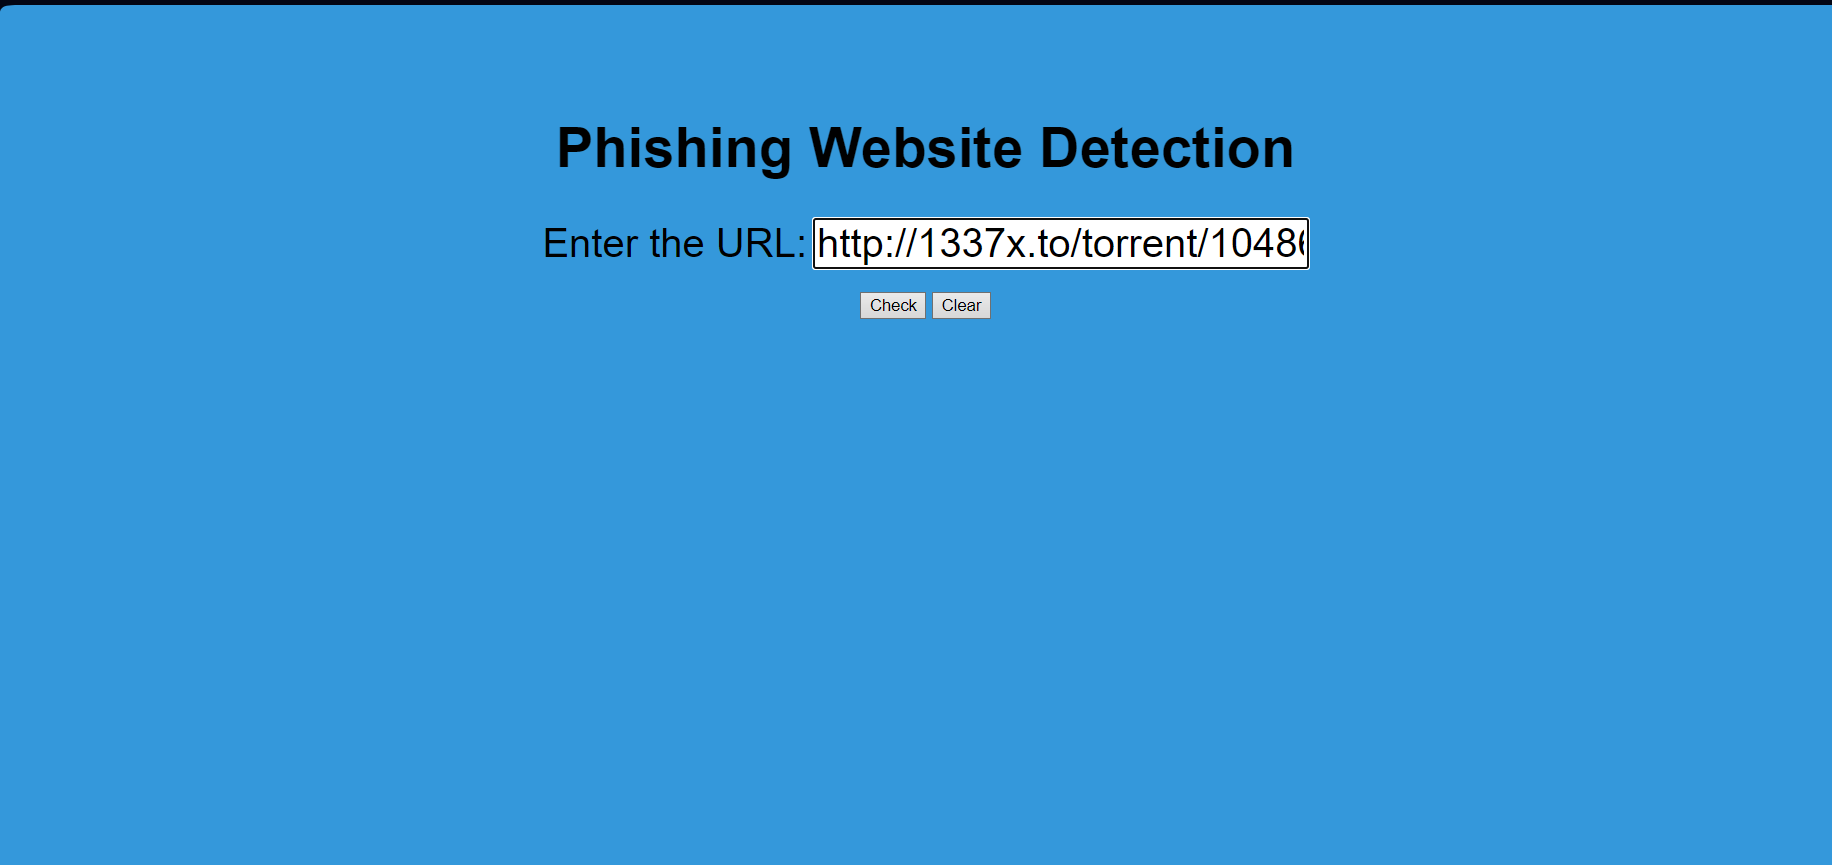 Phishing Website Detection
Enter the URL: http://1337x.to/torrent/1048
Check Clear